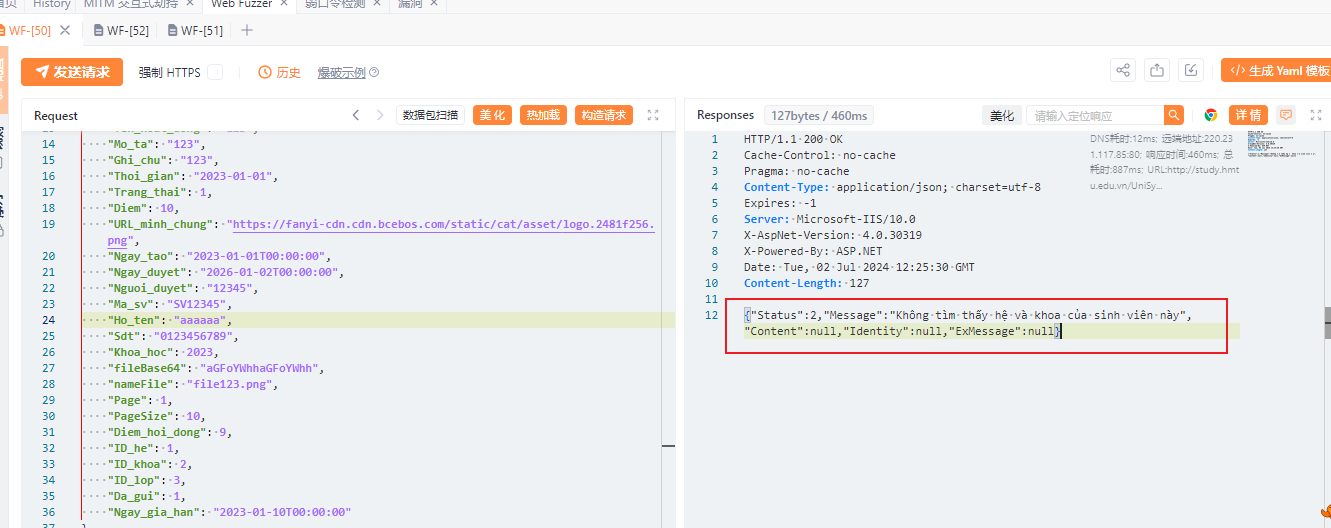 History
MITM 交互式劫持
Web Fuzzer
弱口令检测
漏洞
WF-[50]
WF-[52]
WF-[51]
发送请求
强制 HTTPS
历史
爆破示例
生成 Yaml 模板
Request
数据包扫描
美化
热加载
构造请求
Responses
127bytes / 460ms
美化
请输入定位响应
详情
14 "Mo_ta": "123",
15 "Ghi_chu": "123",
16 "Thoi_gian": "2023-01-01",
17 "Trang_thai": 1,
18 "Diem": 10,
19 "URL_minh_chung": "https://fanyi-cdn.cdn.bcebos.com/static/cat/asset/logo.2481f256.
png",
20 "Ngay_tao": "2023-01-01T00:00:00",
21 "Ngay_duyet": "2026-01-02T00:00:00",
22 "Nguoi_duyet": "12345",
23 "Ma_sv": "SV12345",
24 "Ho_ten": "aaaaaa",
25 "Sdt": "0123456789",
26 "Khoa_hoc": 2023,
27 "fileBase64": "aGFoYWhhaGFoYWhh",
28 "nameFile": "file123.png",
29 "Page": 1,
30 "PageSize": 10,
31 "Diem_hoi_dong": 9,
32 "ID_he": 1,
33 "ID_khoa": 2,
34 "ID_lop": 3,
35 "Da_gui": 1,
36 "Ngay_gia_han": "2023-01-10T00:00:00"
37 }
1 HTTP/1.1 200 OK
2 Cache-Control: no-cache
3 Pragma: no-cache
4 Content-Type: application/json; charset=utf-8
5 Expires: -1
6 Server: Microsoft-IIS/10.0
7 X-AspNet-Version: 4.0.30319
8 X-Powered-By: ASP.NET
9 Date: Tue, 02 Jul 2024 12:25:30 GMT
10 Content-Length: 127
11
12 {"Status":2,"Message":"Không tìm thấy hệ và khoa của sinh viên này",
"Content":null,"Identity":null,"ExMessage":null}
DNS耗时:12ms; 远端地址:220.23
1.117.85:80; 响应时间:460ms; 总
耗时:887ms; URL:http://study.hmt
u.edu.vn/UniSy...